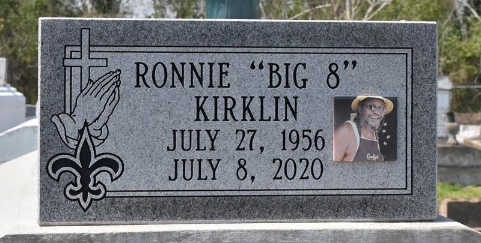 RONNIE "BIG 8"
KIRKLIN
JULY 27, 1956
JULY 8, 2020